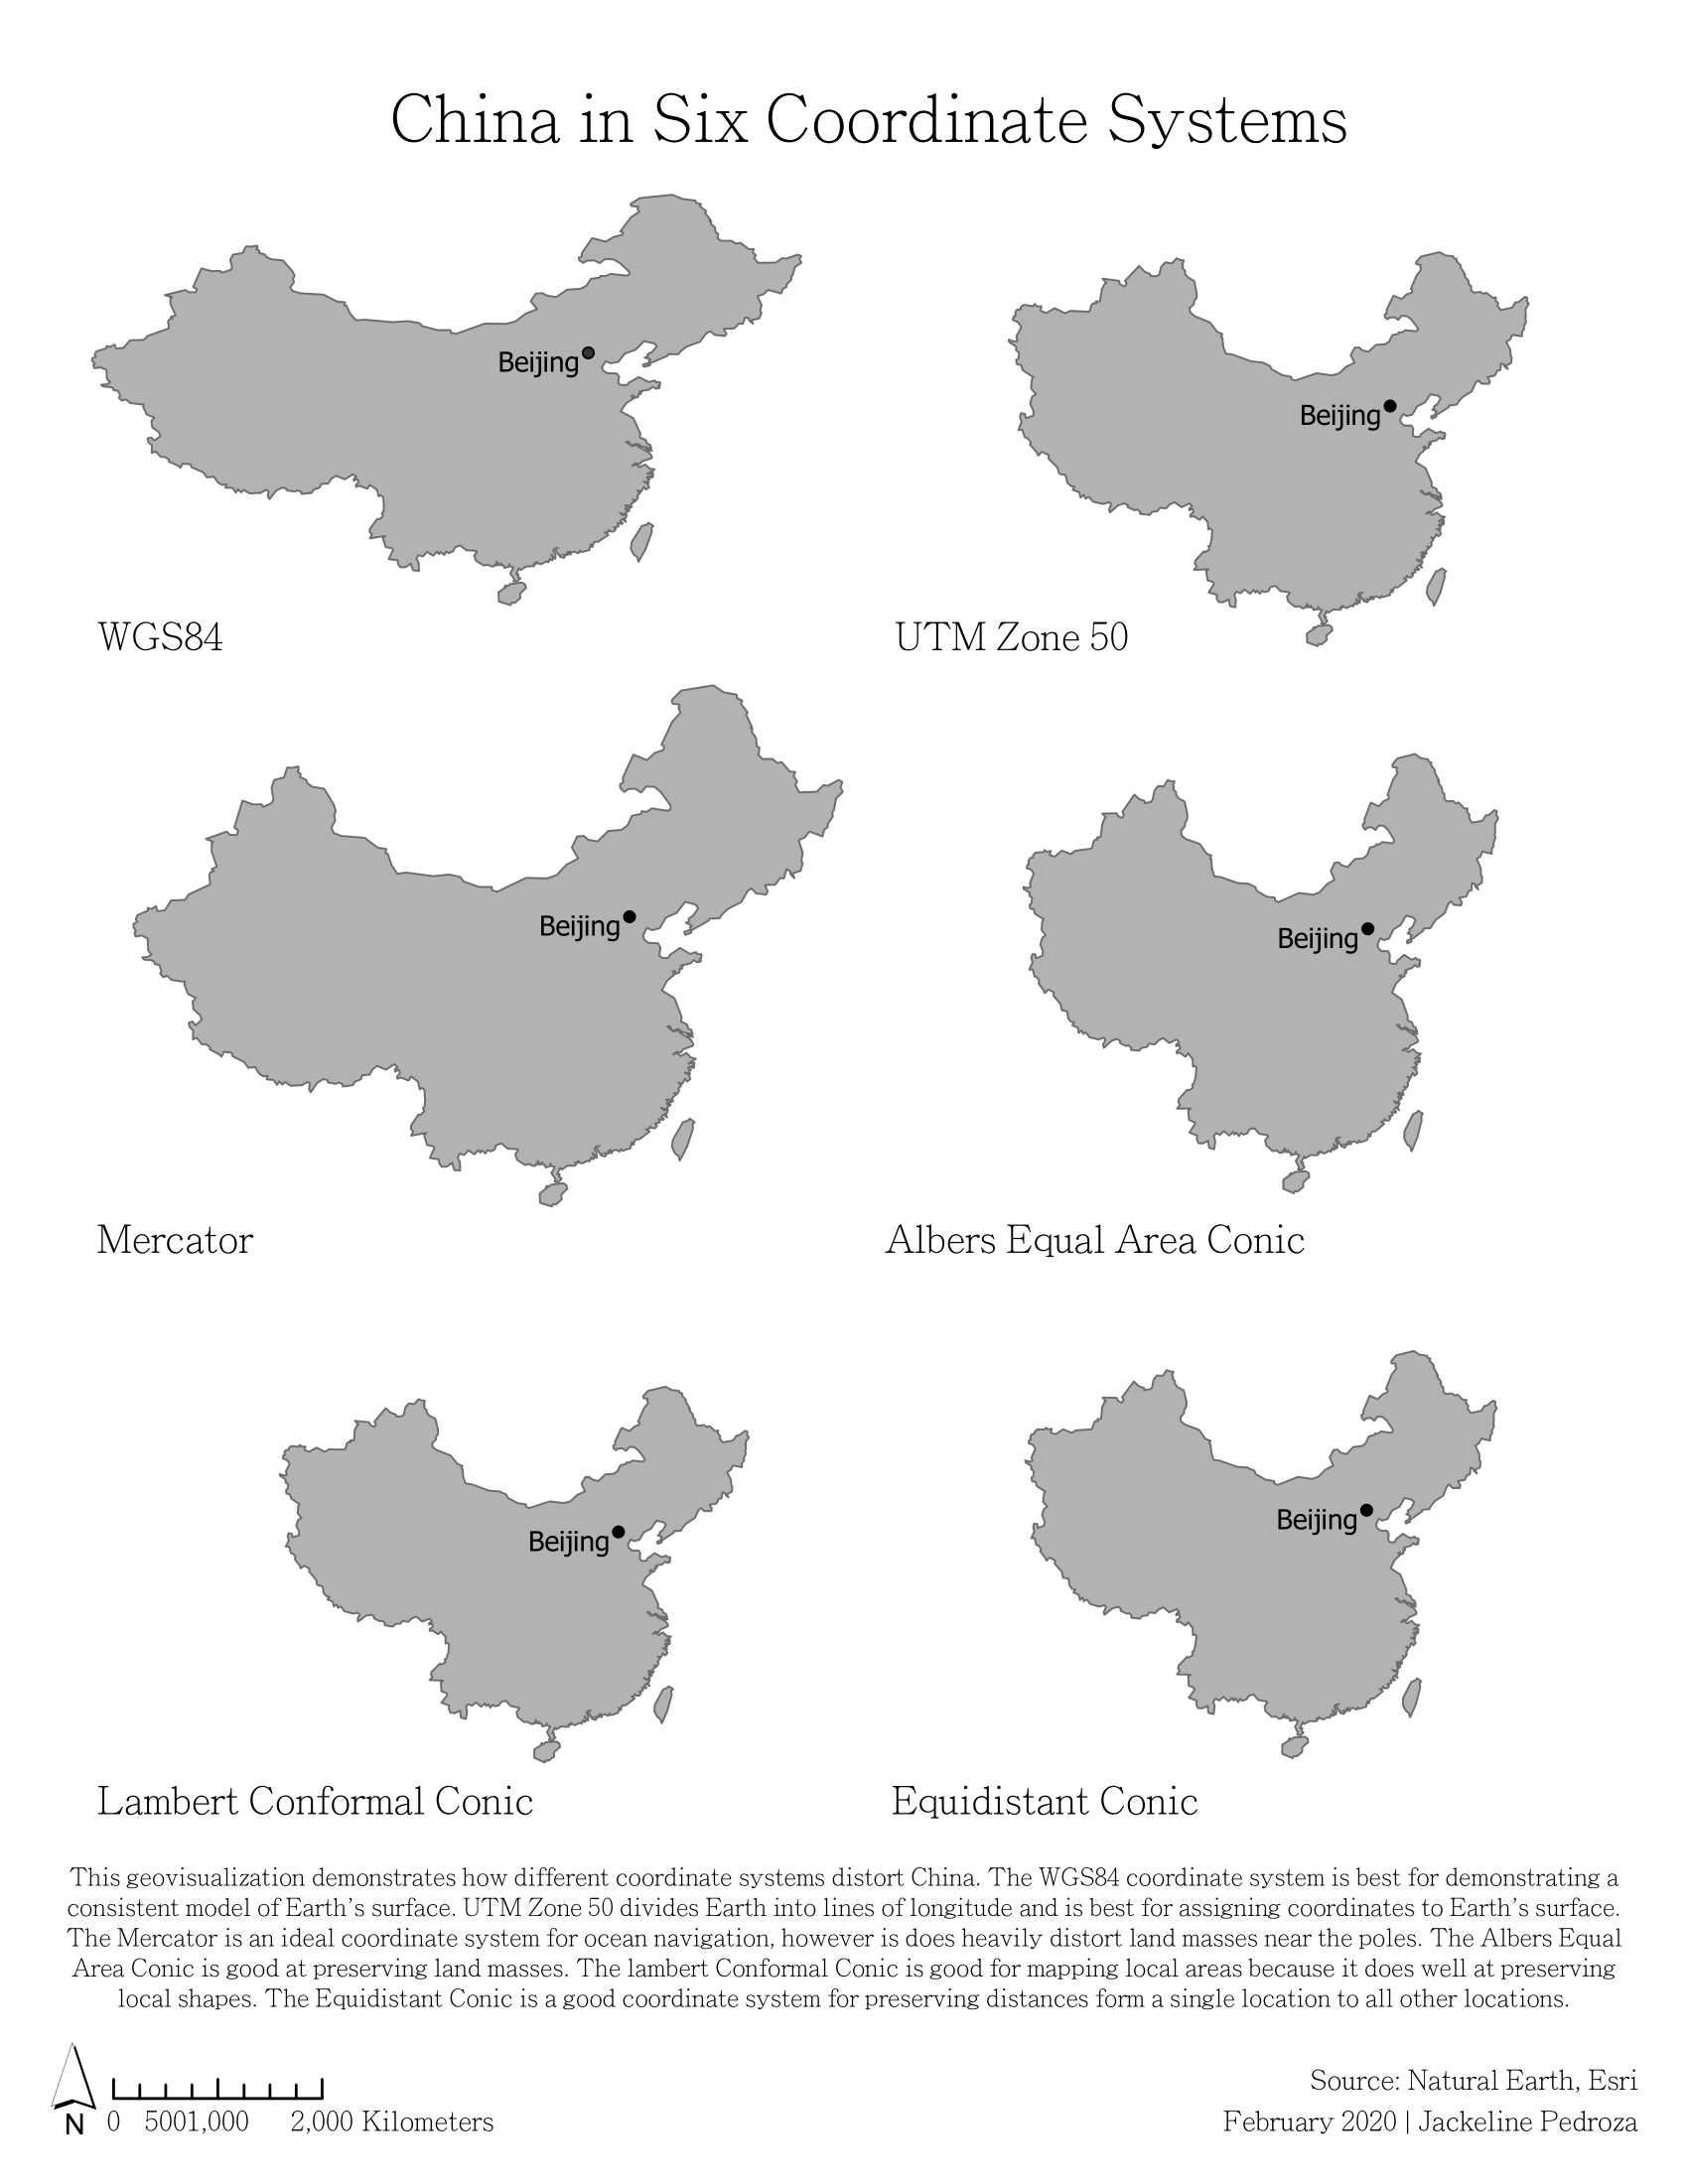 China in Six Coordinate Systems
Beijing
WGS84
Beijing
UTM Zone 50
Beijing
Mercator
Beijing
Albers Equal Area Conic
Beijing
Lambert Conformal Conic
Beijing
Equidistant Conic
This geovisualization demonstrates how different coordinate systems distort China. The WGS84 coordinate system is best for demonstrating a
consistent model of Earth's surface. UTM Zone 50 divides Earth into lines of longitude and is best for assigning coordinates to Earth's surface.
The Mercator is an ideal coordinate system for ocean navigation, however is does heavily distort land masses near the poles. The Albers Equal
Area Conic is good at preserving land masses. The lambert Conformal Conic is good for mapping local areas because it does well at preserving
local shapes. The Equidistant Conic is a good coordinate system for preserving distances form a single location to all other locations.
N
0 5001,000 2,000 Kilometers
Source: Natural Earth, Esri
February 2020 | Jackeline Pedroza